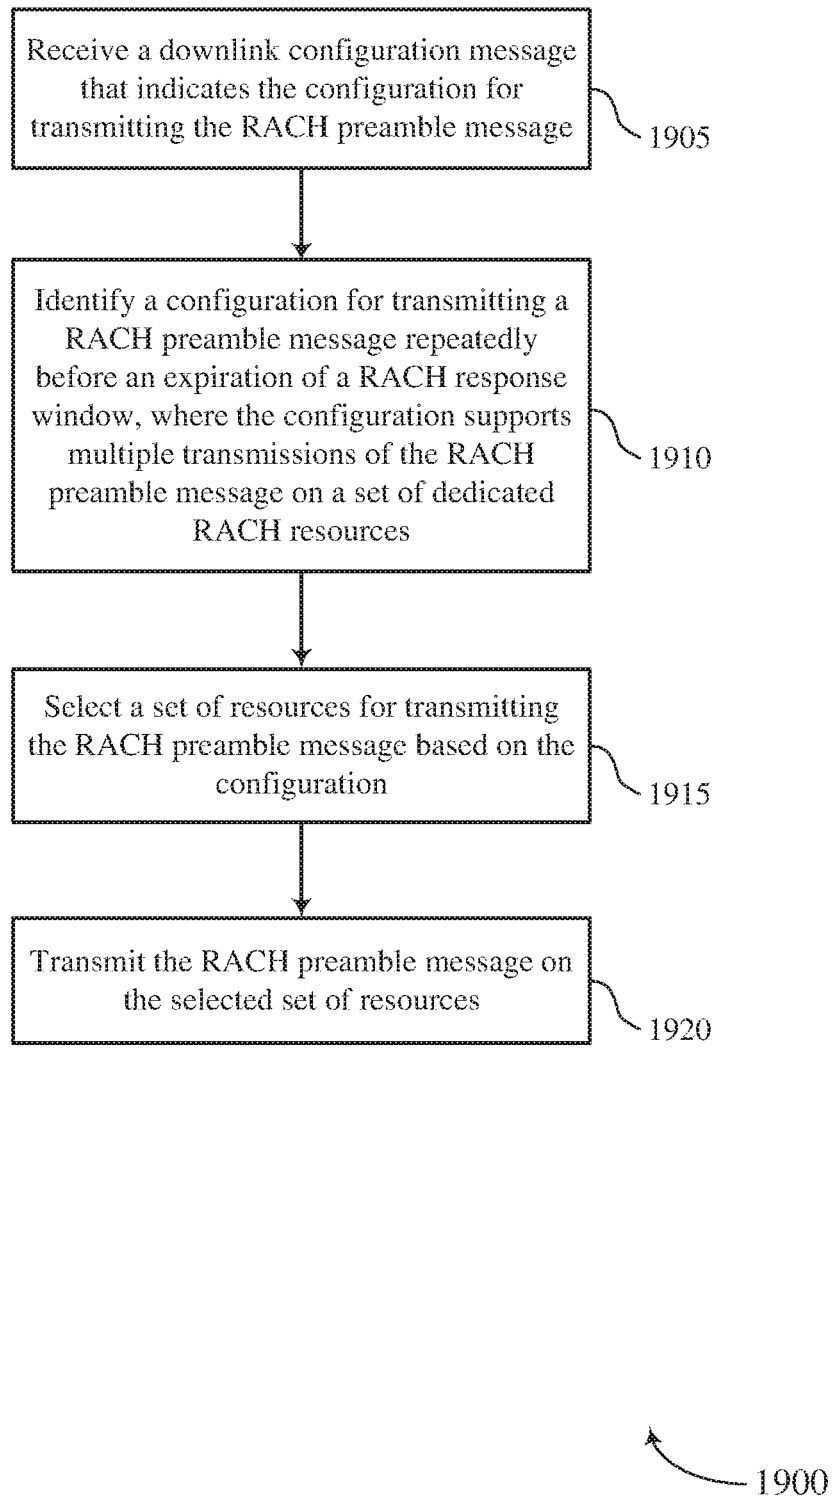 Receive a downlink configuration message
that indicates the configuration for
transmitting the RACH preamble message
1905
Identify a configuration for transmitting a
RACH preamble message repeatedly
before an expiration of a RACH response
window, where the configuration supports
multiple transmissions of the RACH
preamble message on a set of dedicated
RACH resources
1910
Select a set of resources for transmitting
the RACH preamble message based on the
configuration
1915
Transmit the RACH preamble message on
the selected set of resources
1920
1900